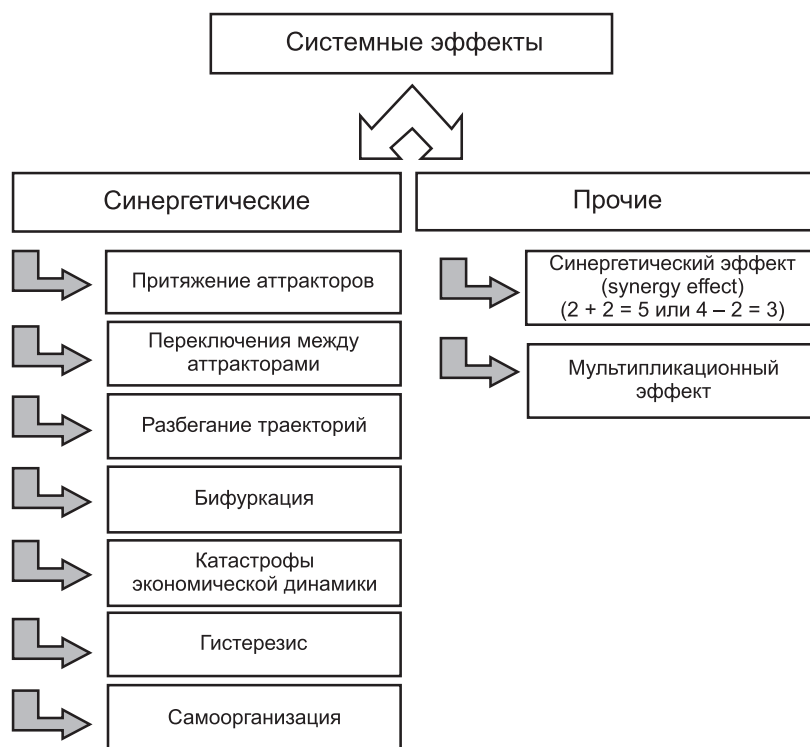 Системные эффекты
Синергетические
Притяжение аттракторов
Переключения между
аттракторами
Разбегание траекторий
Бифуркация
Катастрофы
экономической динамики
Гистерезис
Самоорганизация
Прочие
Синергетический эффект
(synergy effect)
(2 + 2 = 5 или 4 – 2 = 3)
Мультипликационный
эффект